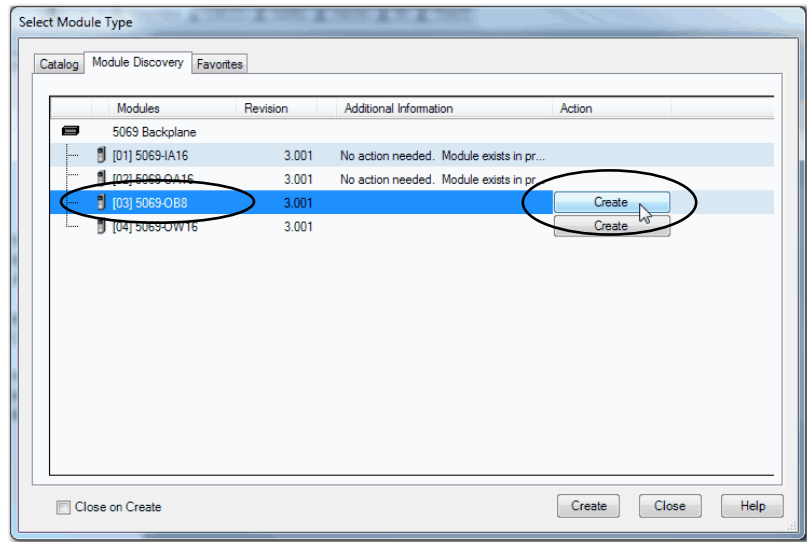 Select Module Type
Catalog Module Discovery Favorites
Modules Revision Additional Information Action
5069 Backplane
[01] 5069-IA16 3.001 No action needed. Module exists in pr...
[02] 5069-OA16 3.001 No action needed. Module exists in pr...
[03] 5069-OB8 3.001 Create
[04] 5069-OW16 3.001 Create
Close on Create Create Close Help